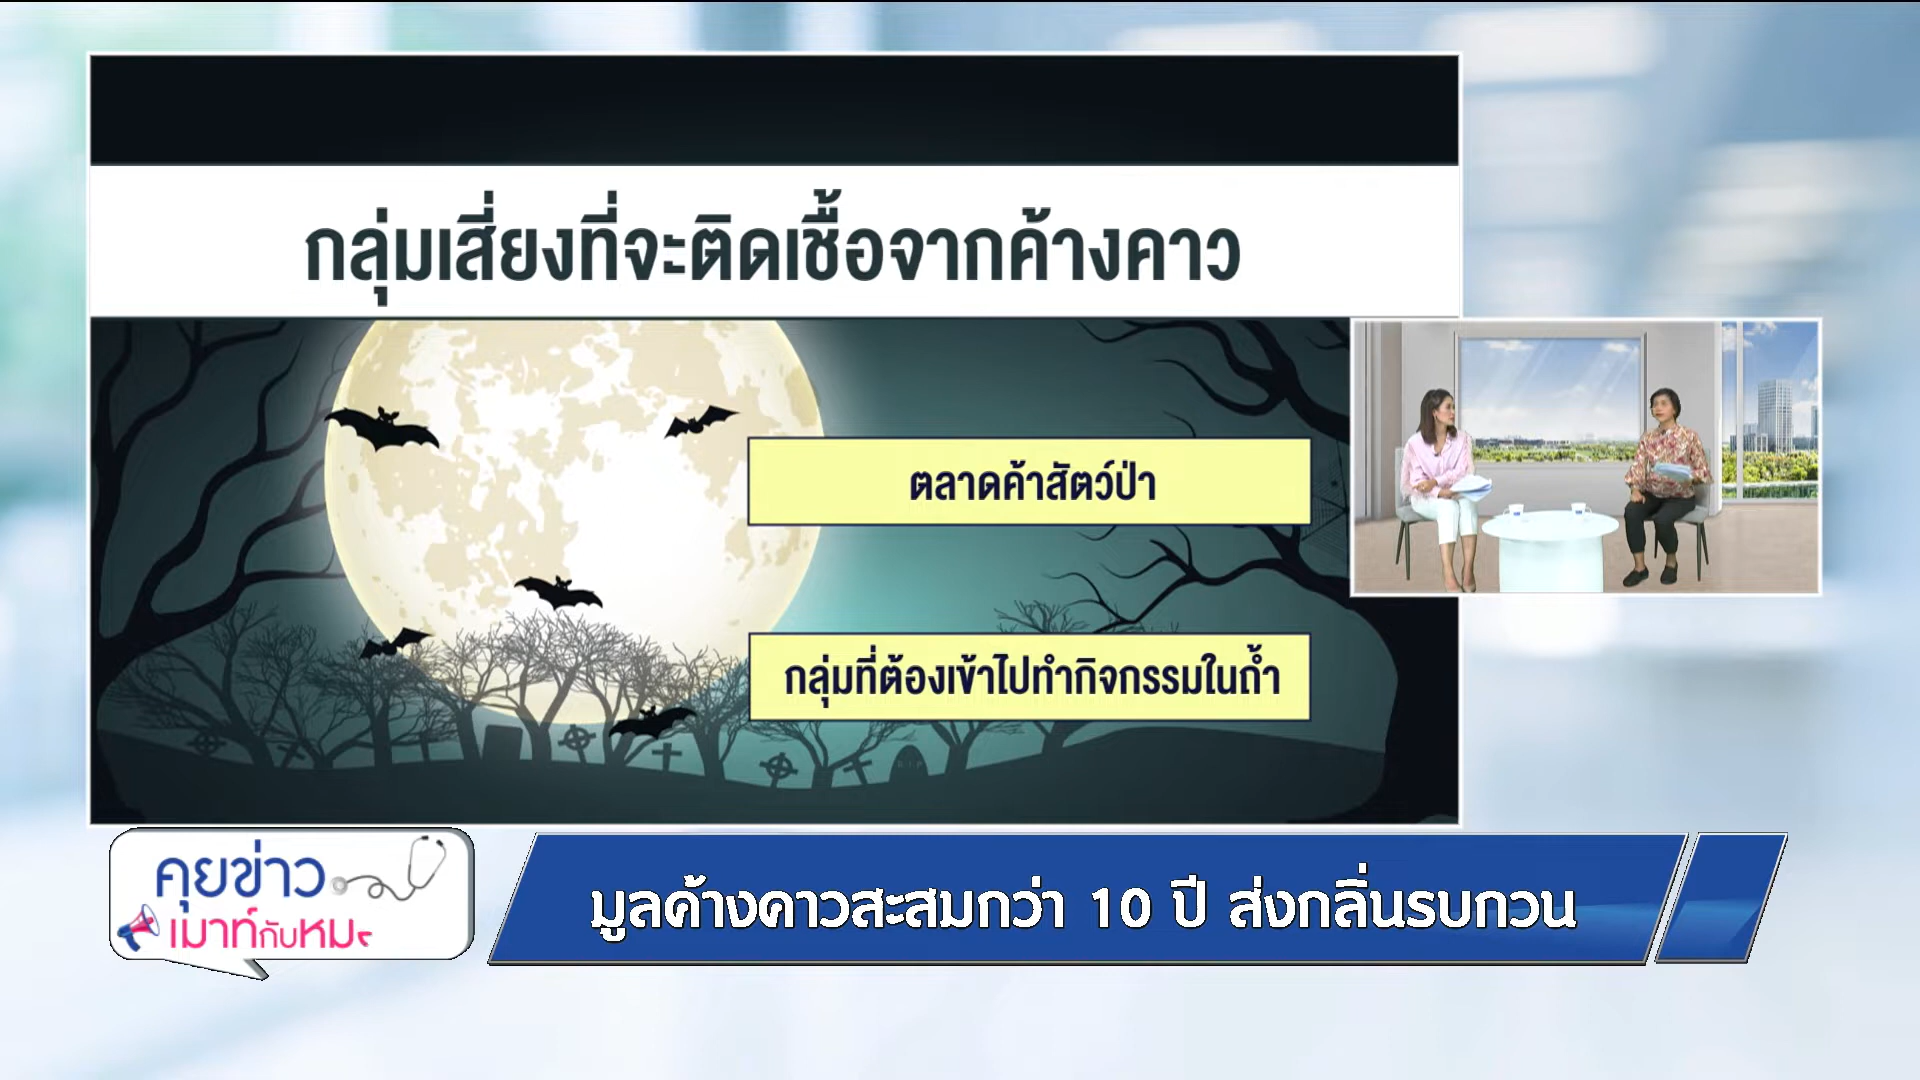 กลุ่มเสี่ยงที่จะติดเชื้อจากค้างคาว
ตลาดค้าสัตว์ป่า
กลุ่มที่ต้องเข้าไปทำกิจกรรมในถ้ำ
RIP
คุยข่าว
เมาท์กับหมอ
มูลค้างคาวสะสมกว่า 10 ปี ส่งกลิ่นรบกวน